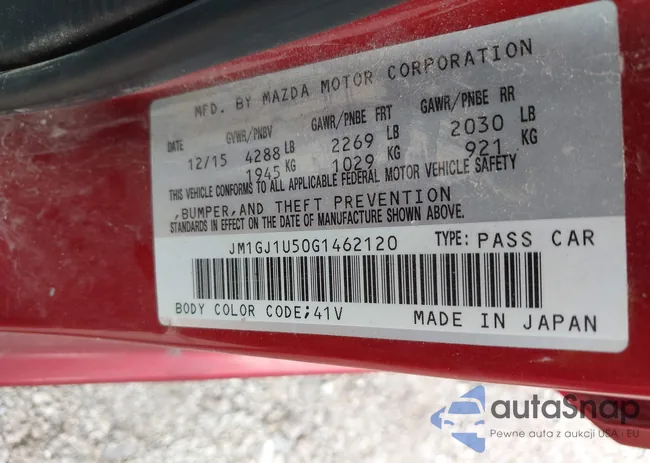 MFD. BY MAZDA MOTOR CORPORATION
DATE GVWR/PNBV GAWR/PNBE FRT GAWR/PNBE RR
12/15 4288 LB 2269 LB 2030 LB
1945 KG 1029 KG 921 KG
THIS VEHICLE CONFORMS TO ALL APPLICABLE FEDERAL MOTOR VEHICLE SAFETY
,BUMPER,AND THEFT PREVENTION
STANDARDS IN EFFECT ON THE DATE OF MANUFACTURE SHOWN ABOVE.
JM1GJ1U50G1462120 TYPE: PASS CAR
BODY COLOR CODE;41V MADE IN JAPAN
autaSnap
Pewne auta z aukcji USA - EU